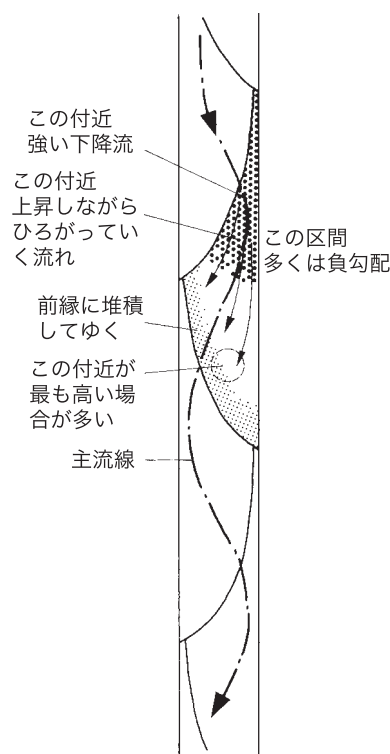 この付近
強い下降流
この付近
上昇しながら
ひろがってい
く流れ
この区間
多くは負勾配
前縁に堆積
してゆく
この付近が
最も高い場
合が多い
主流線